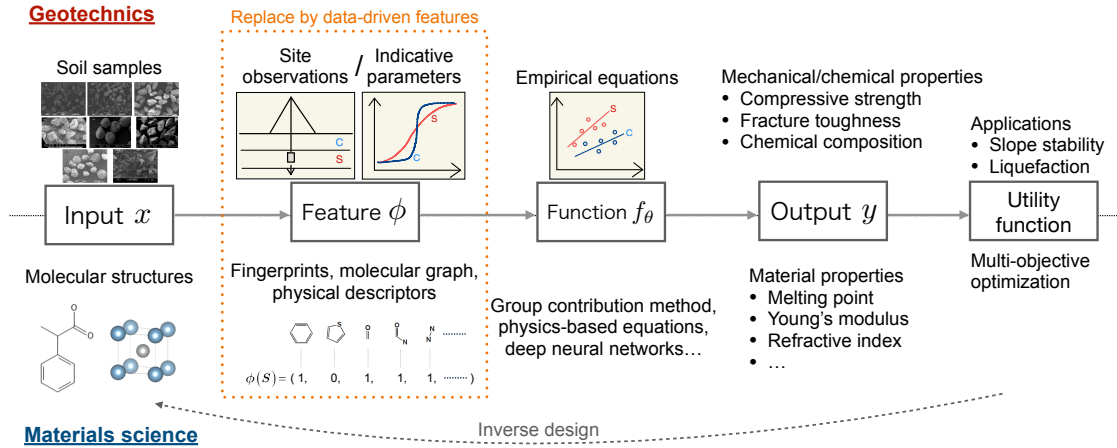 Geotechnics
Replace by data-driven features
Soil samples
Site
observations
/
Indicative
parameters
C
S
S
C
Empirical equations
S
C
Mechanical/chemical properties
• Compressive strength
• Fracture toughness
• Chemical composition
Applications
• Slope stability
• Liquefaction
Input x
Feature ϕ
Function fθ
Output y
Utility
function
Molecular structures
O
O
Fingerprints, molecular graph,
physical descriptors
S
O
O
N
N
N
ϕ(S) = ( 1, 0, 1, 1, 1, ········ )
Group contribution method,
physics-based equations,
deep neural networks…
Material properties
• Melting point
• Young's modulus
• Refractive index
• …
Multi-objective
optimization
Inverse design
Materials science